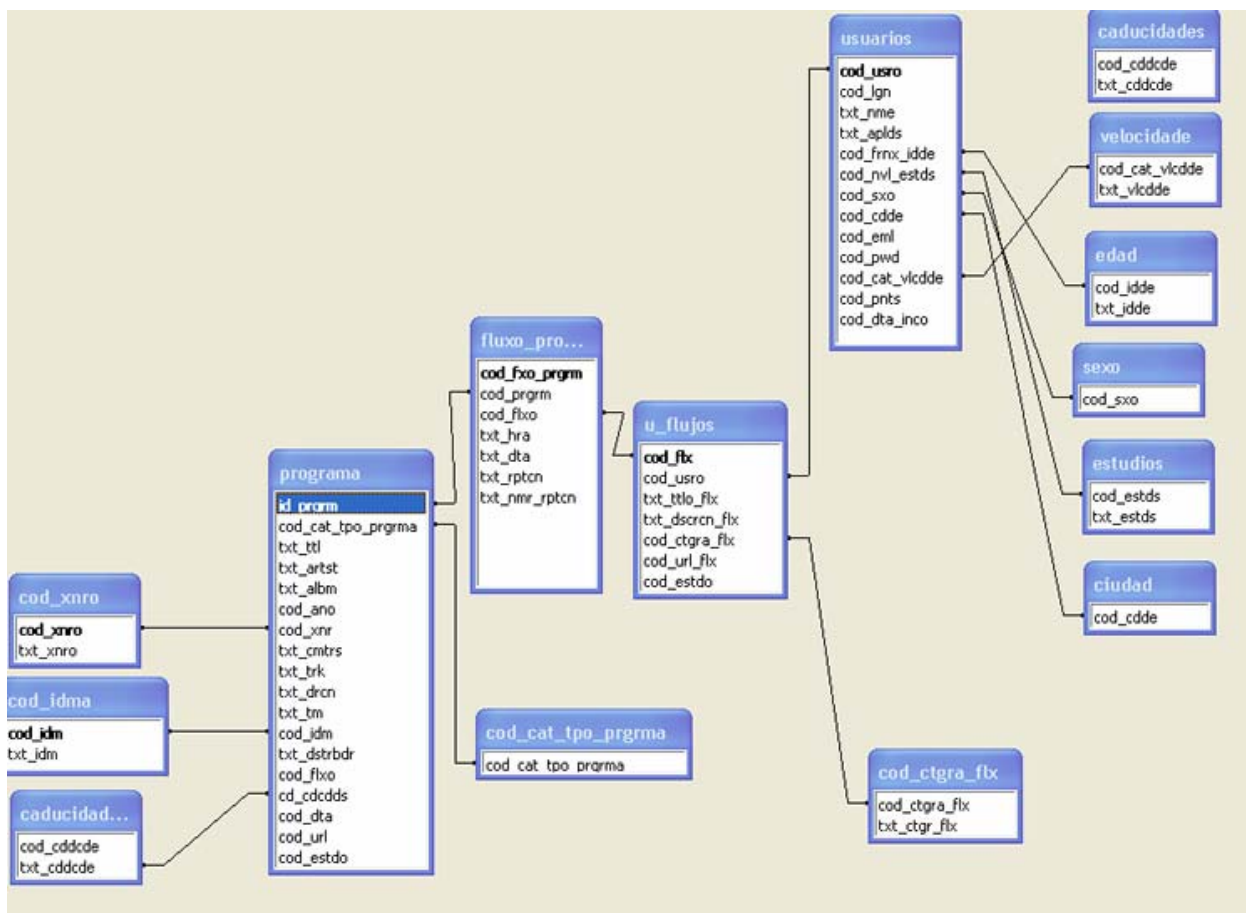 usuarios
cod_usro
cod_lgn
txt_nme
txt_aplds
cod_frnx_idde
cod_nvl_estds
cod_sxo
cod_cdde
cod_eml
cod_pwd
cod_cat_vlcdde
cod_pnts
cod_dta_inco
caducidades
cod_cddcde
txt_cddcde
velocidade
cod_cat_vlcdde
txt_vlcdde
edad
cod_idde
txt_idde
sexo
cod_sxo
estudios
cod_estds
txt_estds
ciudad
cod_cdde
fluxo_pro...
cod_fxo_prgrm
cod_prgrm
cod_flxo
txt_hra
txt_dta
txt_rptcn
txt_nmr_rptcn
u_flujos
cod_flx
cod_usro
txt_ttlo_flx
txt_dscrcn_flx
cod_ctgra_flx
cod_url_flx
cod_estdo
programa
id_prgrm
cod_cat_tpo_prgrma
txt_ttl
txt_artst
txt_albm
cod_ano
cod_xnr
txt_cmtrs
txt_trk
txt_drcn
txt_tm
cod_idm
txt_dstrbdr
cod_flxo
cd_cdcdds
cod_dta
cod_url
cod_estdo
cod_xnro
cod_xnro
txt_xnro
cod_idma
cod_idm
txt_idm
caducidad...
cod_cddcde
txt_cddcde
cod_cat_tpo_prgrma
cod_cat_tpo_prgrma
cod_ctgra_flx
cod_ctgra_flx
txt_ctgr_flx